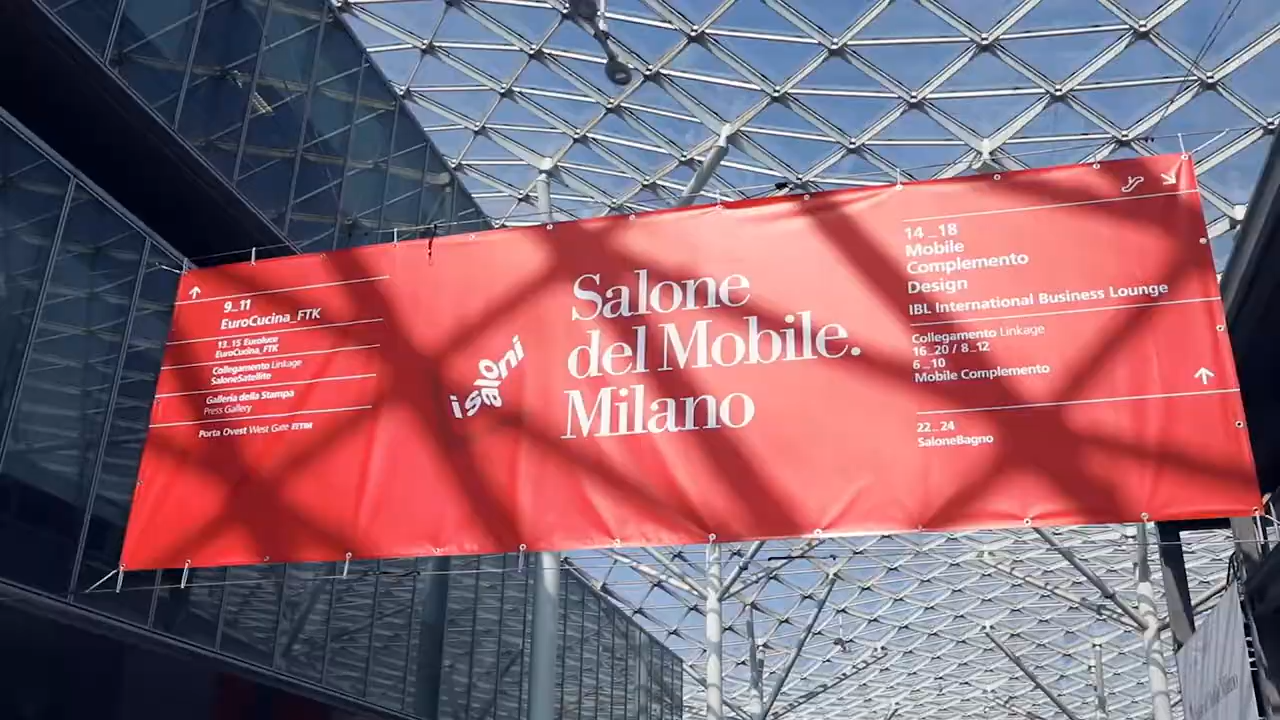 9_11
EuroCucina_FTK
13_15 Euroluce
EuroCucina_FTK
Collegamento Linkage
SaloneSatellite
Galleria della Stampa
Press Gallery
Porta Ovest West Gate
isaloni
Salone
del Mobile.
Milano
14_18
Mobile
Complemento
Design
IBL International Business Lounge
Collegamento Linkage
16_20 / 8_12
6_10
Mobile Complemento
22_24
SaloneBagno